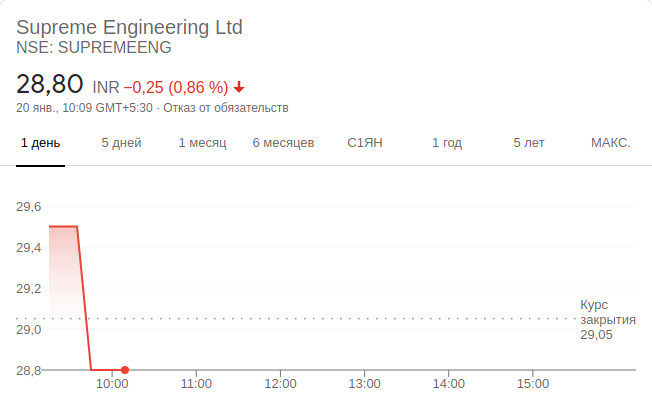 Supreme Engineering Ltd
NSE: SUPREMEENG
28,80 INR −0,25 (0,86 %)
20 янв., 10:09 GMT+5:30 · Отказ от обязательств
1 день 5 дней 1 месяц 6 месяцев С1ЯН 1 год 5 лет МАКС.
29,6
29,4
29,2
Курс
закрытия
29,05
29,0
28,8
10:00 11:00 12:00 13:00 14:00 15:00